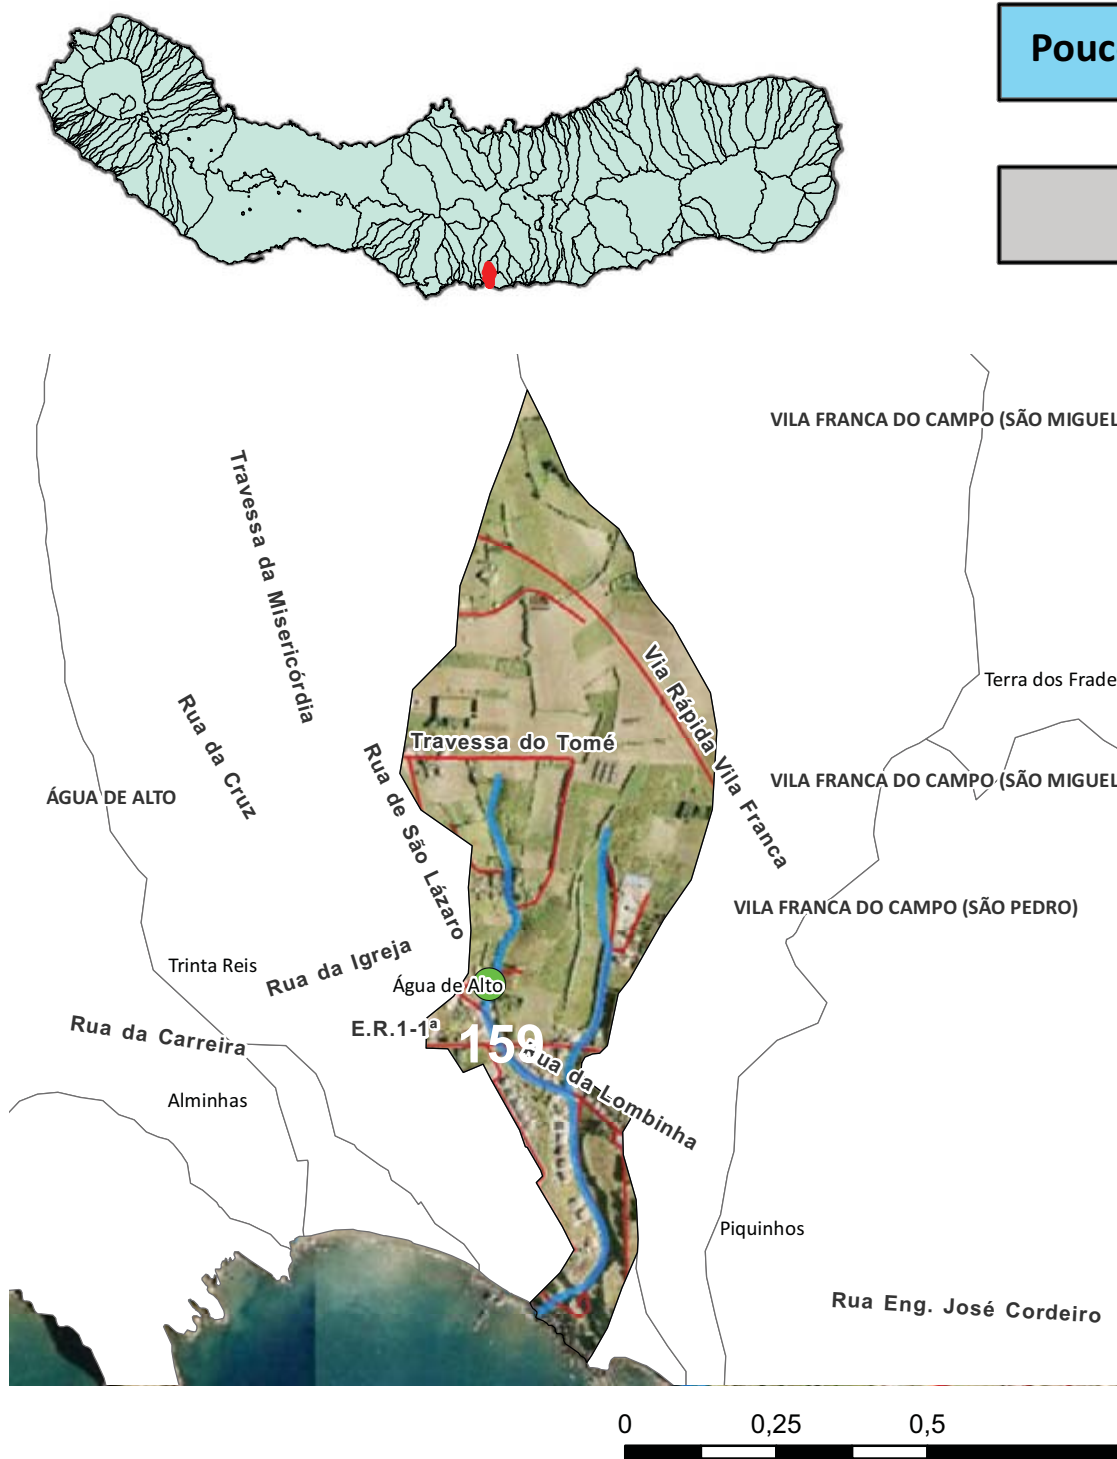 Pouc
VILA FRANCA DO CAMPO (SÃO MIGUEL
Travessa da Misericórdia
Via Rápida Vila Franca
Terra dos Frade
Rua da Cruz
Travessa do Tomé
Rua de São Lázaro
VILA FRANCA DO CAMPO (SÃO MIGUEL
ÁGUA DE ALTO
VILA FRANCA DO CAMPO (SÃO PEDRO)
Rua da Igreja
Trinta Reis
Água de Alto
E.R.1-1ª
159
Rua da Carreira
Rua da Lombinha
Alminhas
Piquinhos
Rua Eng. José Cordeiro
0 0,25 0,5